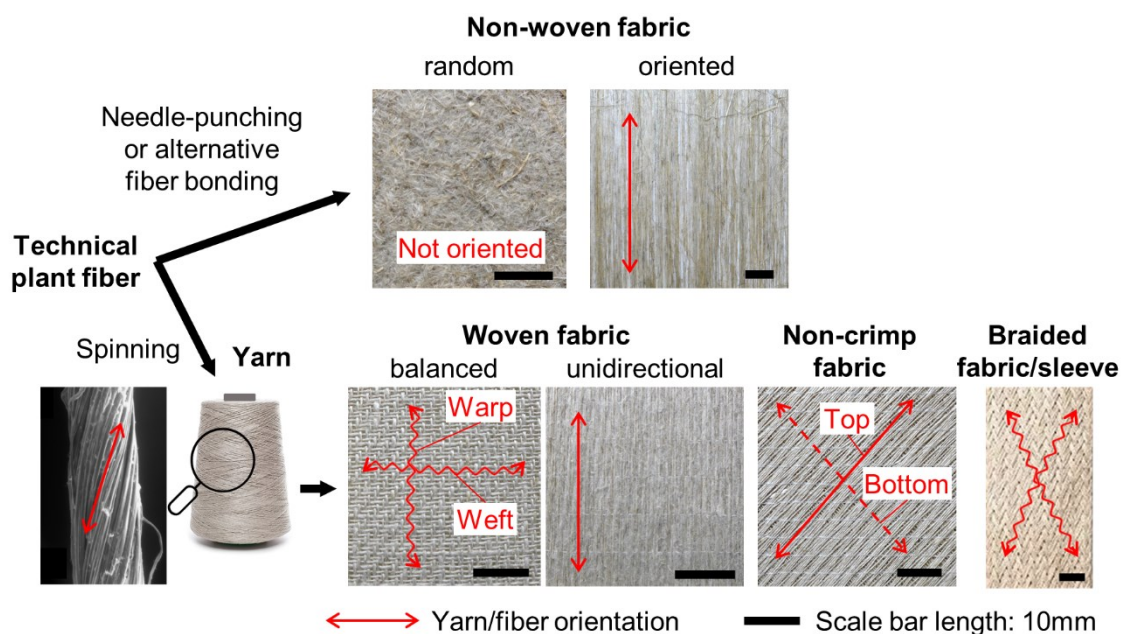 Non-woven fabric
random
oriented
Needle-punching
or alternative
fiber bonding
Not oriented
Technical
plant fiber
Spinning
Yarn
Woven fabric
balanced
unidirectional
Non-crimp
fabric
Braided
fabric/sleeve
Warp
Weft
Top
Bottom
Yarn/fiber orientation
Scale bar length: 10mm